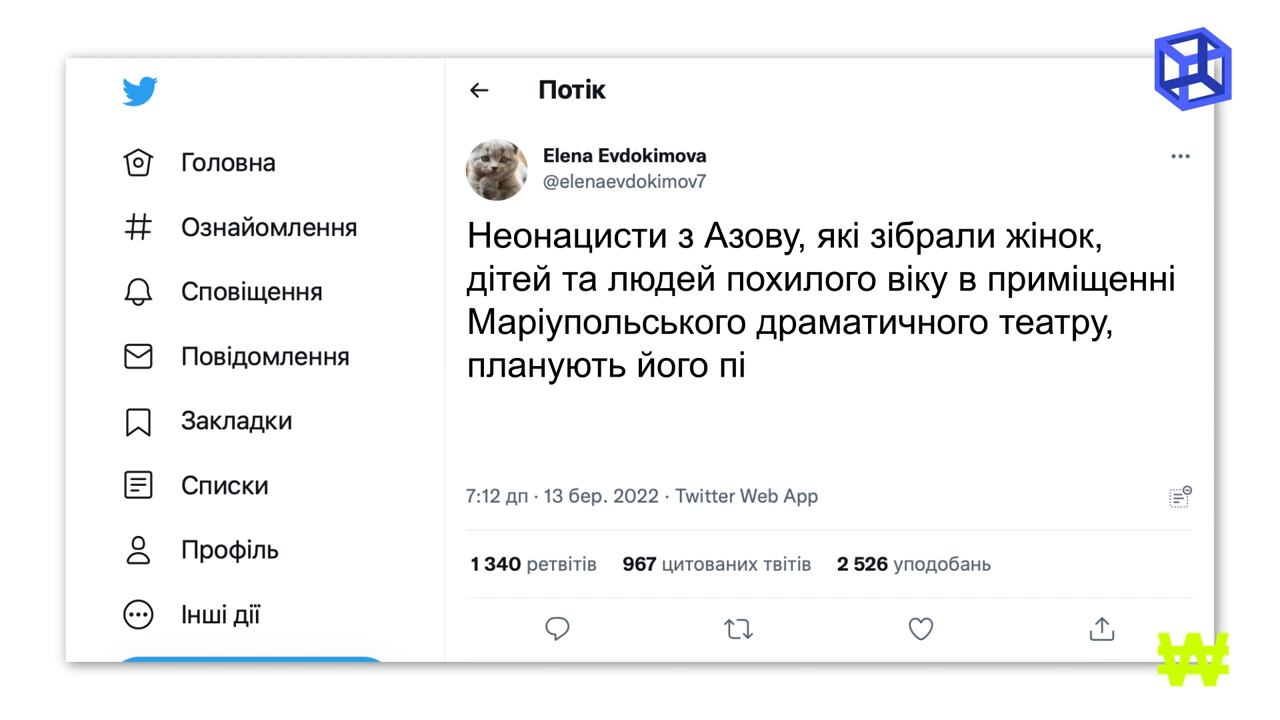 Потік
Головна
Ознайомлення
Сповіщення
Повідомлення
Закладки
Списки
Профіль
Інші дії
Elena Evdokimova
@elenaevdokimov7
Неонацисти з Азову, які зібрали жінок,
дітей та людей похилого віку в приміщенні
Маріупольського драматичного театру,
планують його пі
7:12 дп · 13 бер. 2022 · Twitter Web App
1 340 ретвітів 967 цитованих твітів 2 526 уподобань